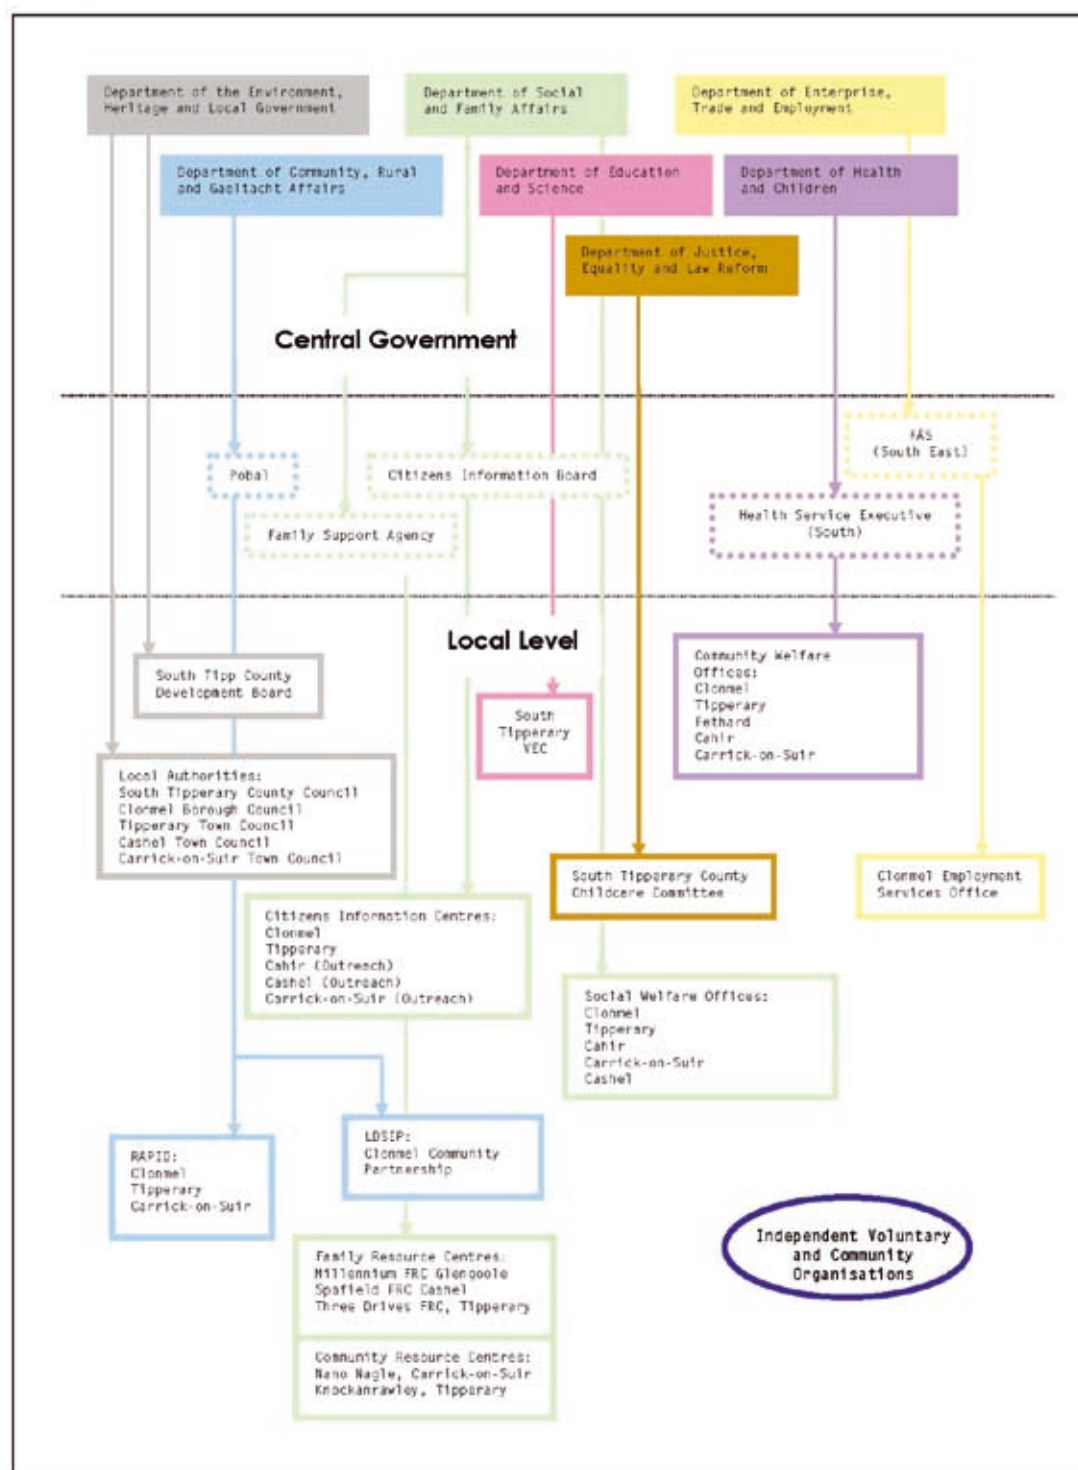 Department of the Environment,
Heritage and Local Government
Department of Social
and Family Affairs
Department of Enterprise,
Trade and Employment
Department of Community, Rural
and Gaeltacht Affairs
Department of Education
and Science
Department of Health
and Children
Department of Justice,
Equality and Law Reform
Central Government
FÁS
(South East)
Pobal
Citizens Information Board
Health Service Executive
(South)
Family Support Agency
Local Level
South Tipp County
Development Board
Community Welfare
Offices:
Clonmel
Tipperary
Fethard
Cahir
Carrick-on-Suir
South
Tipperary
VEC
Local Authorities:
South Tipperary County Council
Clonmel Borough Council
Tipperary Town Council
Cashel Town Council
Carrick-on-Suir Town Council
South Tipperary County
Childcare Committee
Clonmel Employment
Services Office
Citizens Information Centres:
Clonmel
Tipperary
Cahir (Outreach)
Cashel (Outreach)
Carrick-on-Suir (Outreach)
Social Welfare Offices:
Clonmel
Tipperary
Cahir
Carrick-on-Suir
Cashel
LDSIP:
Clonmel Community
Partnership
RAPID:
Clonmel
Tipperary
Carrick-on-Suir
Independent Voluntary
and Community
Organisations
Family Resource Centres:
Millennium FRC Glengoole
Spafield FRC Cashel
Three Drives FRC, Tipperary
Community Resource Centres:
Nano Nagle, Carrick-on-Suir
Knockanrawley, Tipperary